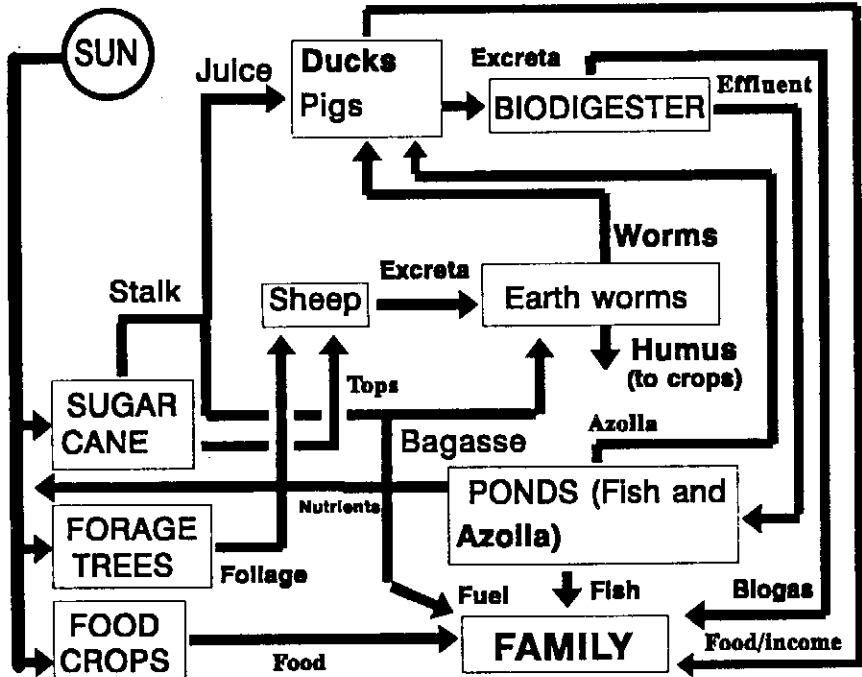 SUN
Juice
Ducks
Pigs
Excreta
BIODIGESTER
Effluent
Worms
Stalk
Sheep
Excreta
Earth worms
Humus
(to crops)
Tops
SUGAR
CANE
Bagasse
Azolla
Nutrients
PONDS (Fish and
Azolla)
FORAGE
TREES
Foliage
Fuel
Fish
Biogas
FOOD
CROPS
Food
FAMILY
Food/income